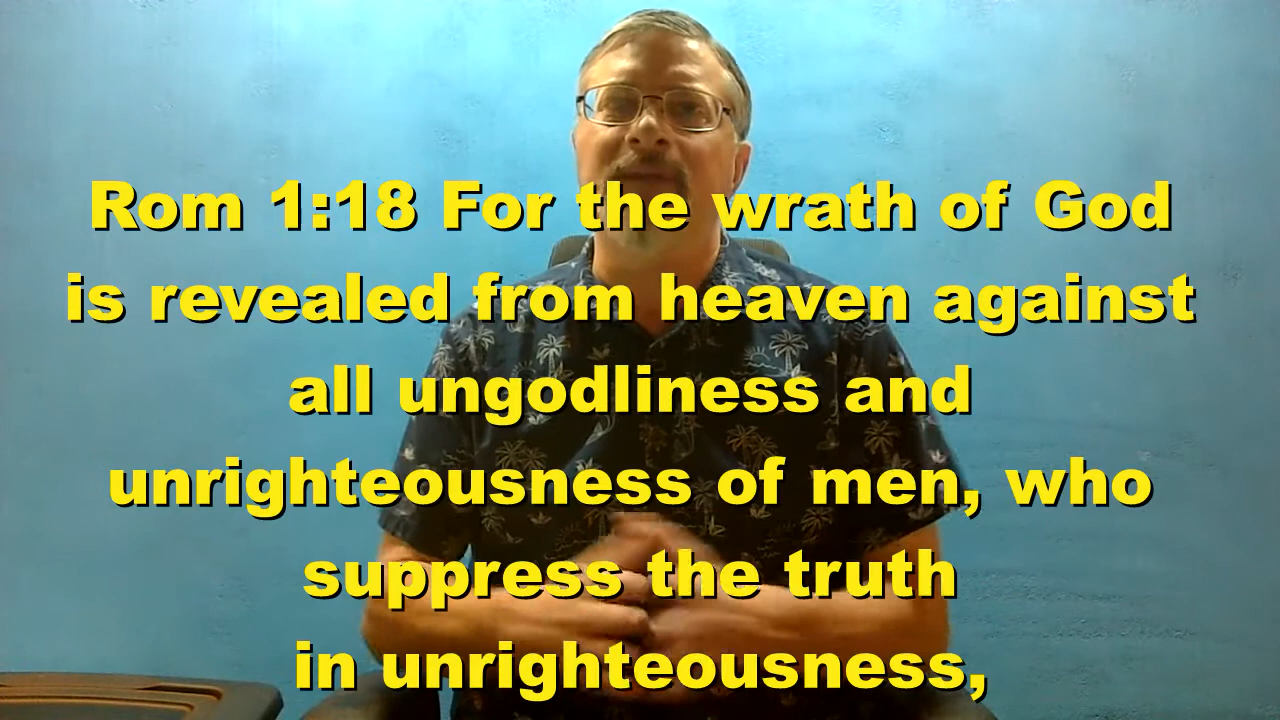 Rom 1:18 For the wrath of God
is revealed from heaven against
all ungodliness and
unrighteousness of men, who
suppress the truth
in unrighteousness,